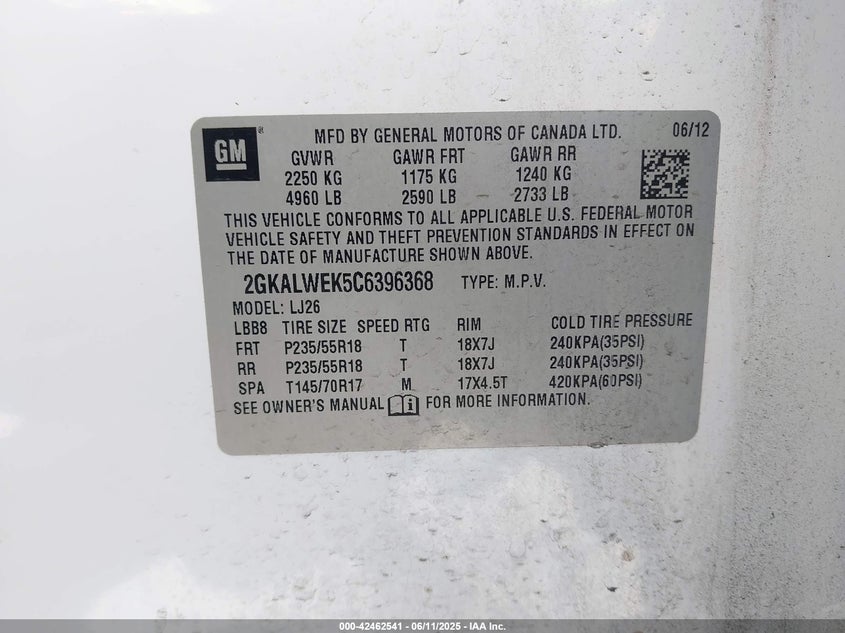 GM
MFD BY GENERAL MOTORS OF CANADA LTD. 06/12
GVWR GAWR FRT GAWR RR
2250 KG 1175 KG 1240 KG
4960 LB 2590 LB 2733 LB
THIS VEHICLE CONFORMS TO ALL APPLICABLE U.S. FEDERAL MOTOR
VEHICLE SAFETY AND THEFT PREVENTION STANDARDS IN EFFECT ON
THE DATE OF MANUFACTURE SHOWN ABOVE.
2GKALWEK5C6396368 TYPE: M.P.V.
MODEL: LJ26
LBB8 TIRE SIZE SPEED RTG RIM COLD TIRE PRESSURE
FRT P235/55R18 T 18X7J 240KPA(35PSI)
RR P235/55R18 T 18X7J 240KPA(35PSI)
SPA T145/70R17 M 17X4.5T 420KPA(60PSI)
SEE OWNER'S MANUAL FOR MORE INFORMATION.
000-42462541 - 06/11/2025 - IAA Inc.